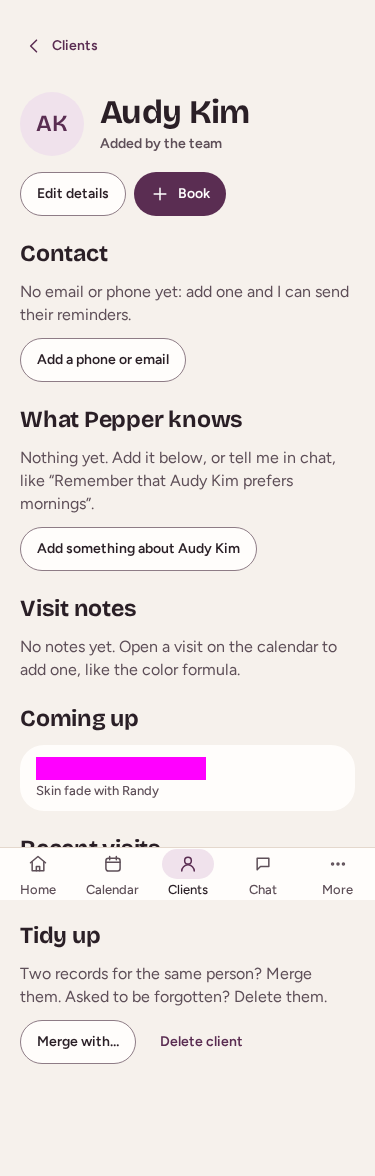 Clients
AK
Audy Kim
Added by the team
Edit details
Book
Contact
No email or phone yet: add one and I can send
their reminders.
Add a phone or email
What Pepper knows
Nothing yet. Add it below, or tell me in chat,
like “Remember that Audy Kim prefers
mornings”.
Add something about Audy Kim
Visit notes
No notes yet. Open a visit on the calendar to
add one, like the color formula.
Coming up
Skin fade with Randy
Recent visits
Home
Calendar
Clients
Chat
More
Tidy up
Two records for the same person? Merge
them. Asked to be forgotten? Delete them.
Merge with…
Delete client